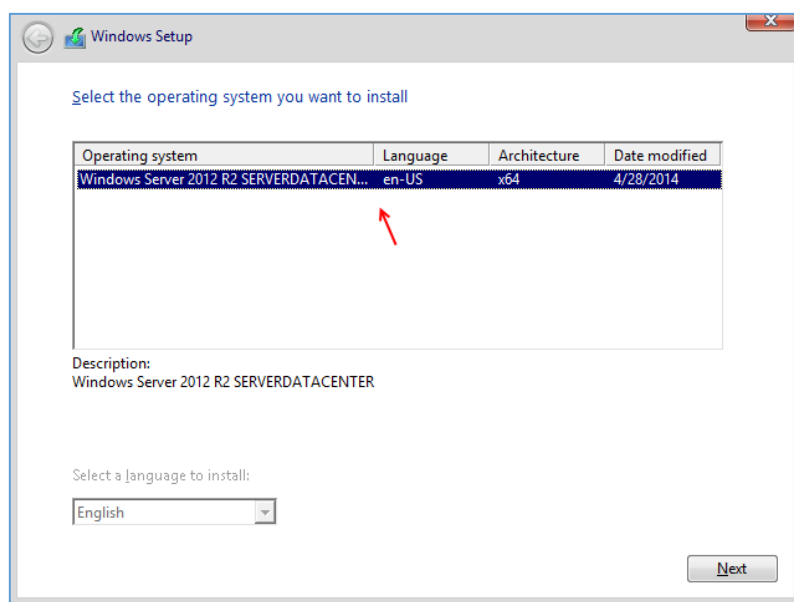 Windows Setup
Select the operating system you want to install
Operating system Language Architecture Date modified
Windows Server 2012 R2 SERVERDATACEN... en-US x64 4/28/2014
Description:
Windows Server 2012 R2 SERVERDATACENTER
Select a language to install:
English
Next